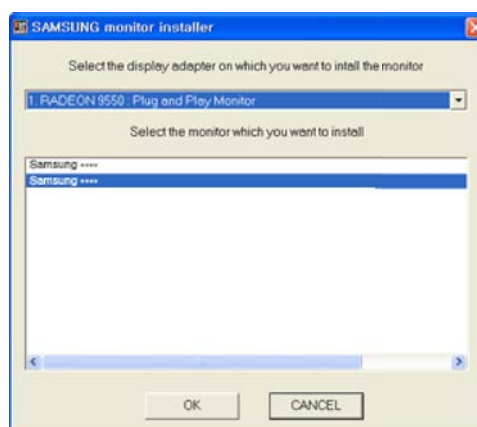 SAMSUNG monitor installer
Select the display adapter on which you want to intall the monitor
1. RADEON 9550 : Plug and Play Monitor
Select the monitor which you want to install
Samsung ****
Samsung ****
OK
CANCEL